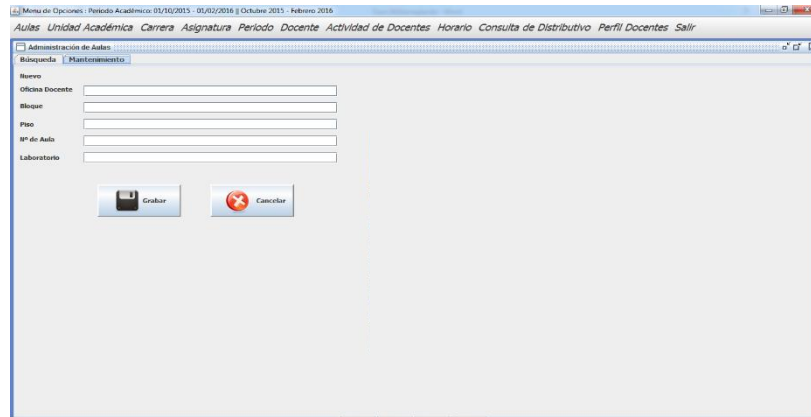 Menu de Opciones : Periodo Académico: 01/10/2015 - 01/02/2016 || Octubre 2015 - Febrero 2016
Aulas Unidad Académica Carrera Asignatura Periodo Docente Actividad de Docentes Horario Consulta de Distributivo Perfil Docentes Salir
Administración de Aulas
Búsqueda Mantenimiento
Nuevo
Oficina Docente
Bloque
Piso
Nº de Aula
Laboratorio
Grabar Cancelar